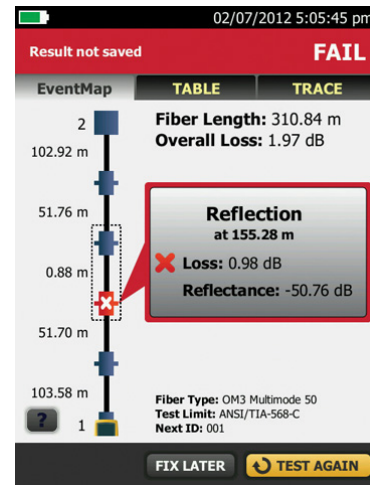 02/07/2012 5:05:45 pm
Result not saved
FAIL
EventMap
TABLE
TRACE
2
102.92 m
51.76 m
0.88 m
51.70 m
103.58 m
1
?
Fiber Length: 310.84 m
Overall Loss: 1.97 dB
Reflection
at 155.28 m
Loss: 0.98 dB
Reflectance: -50.76 dB
Fiber Type: OM3 Multimode 50
Test Limit: ANSI/TIA-568-C
Next ID: 001
FIX LATER
TEST AGAIN